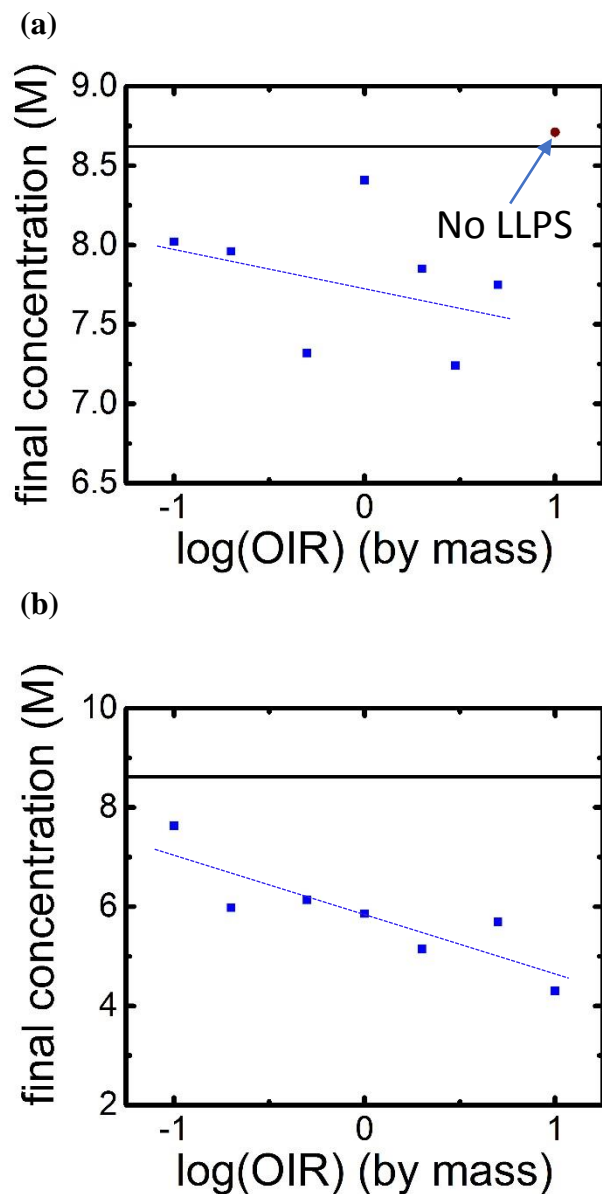 (a)
final concentration (M)
9.0
8.5
8.0
7.5
7.0
6.5
No LLPS
-1 0 1
log(OIR) (by mass)
(b)
final concentration (M)
10
8
6
4
2
-1 0 1
log(OIR) (by mass)